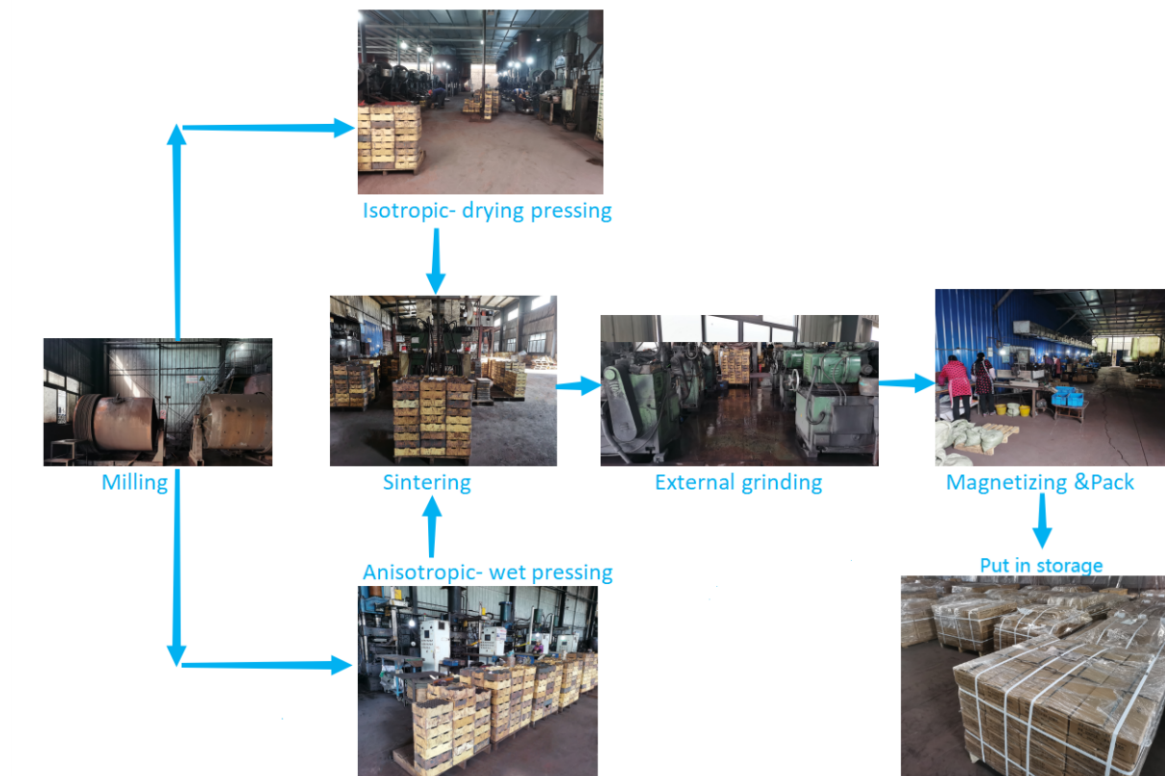 Isotropic- drying pressing
Milling
Sintering
External grinding
Magnetizing &Pack
Anisotropic- wet pressing
Put in storage